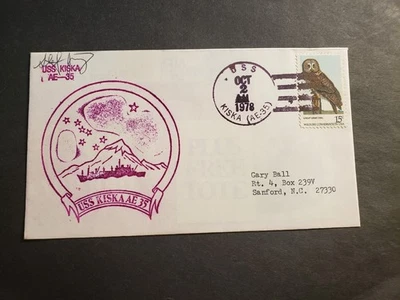 USS KISKA
AE-35
USS
OCT
2
AM
1978
KISKA (AE-35)
15¢
Gary Ball
Rt. 4, Box 239V
Sanford, N.C. 27330
USS KISKA AE 35